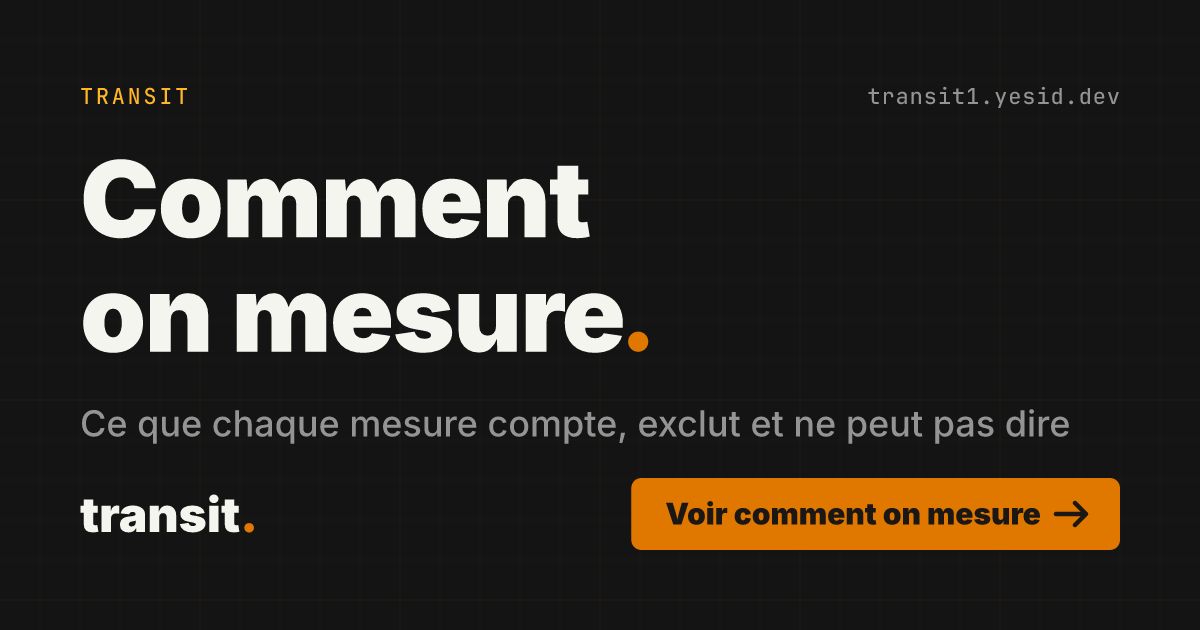 TRANSIT
transit1.yesid.dev
Comment
on mesure.
Ce que chaque mesure compte, exclut et ne peut pas dire
transit.
Voir comment on mesure →